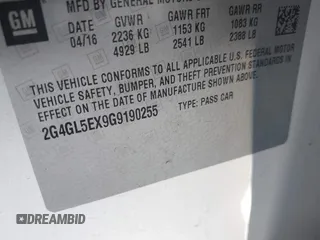 GM
MFD BY GENERAL MOTORS
DATE GVWR GAWR FRT GAWR RR
04/16 2236 KG 1153 KG 1083 KG
4929 LB 2541 LB 2388 LB
THIS VEHICLE CONFORMS TO ALL APPLICABLE U.S. FEDERAL MOTOR
VEHICLE SAFETY, BUMPER, AND THEFT PREVENTION STANDARDS IN
EFFECT ON THE DATE OF MANUFACTURE SHOWN ABOVE.
2G4GL5EX9G9190255 TYPE: PASS CAR
DREAMBID